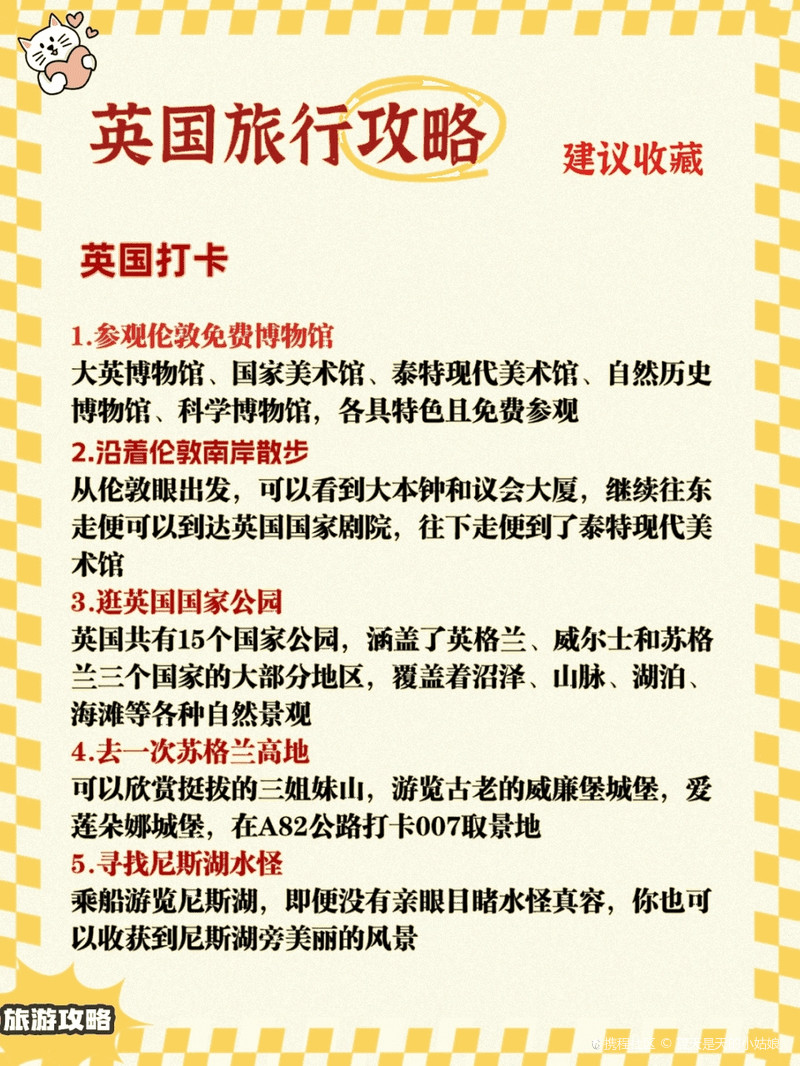 英国旅行攻略
建议收藏
英国打卡
1.参观伦敦免费博物馆
大英博物馆、国家美术馆、泰特现代美术馆、自然历史
博物馆、科学博物馆，各具特色且免费参观
2.沿着伦敦南岸散步
从伦敦眼出发，可以看到大本钟和议会大厦，继续往东
走便可以到达英国国家剧院，往下走便到了泰特现代美
术馆
3.逛英国国家公园
英国共有15个国家公园，涵盖了英格兰、威尔士和苏格
兰三个国家的大部分地区，覆盖着沼泽、山脉、湖泊、
海滩等各种自然景观
4.去一次苏格兰高地
可以欣赏挺拔的三姐妹山，游览古老的威廉堡城堡，爱
莲朵娜城堡，在A82公路打卡007取景地
5.寻找尼斯湖水怪
乘船游览尼斯湖，即便没有亲眼目睹水怪真容，你也可
以收获到尼斯湖旁美丽的风景
旅游攻略